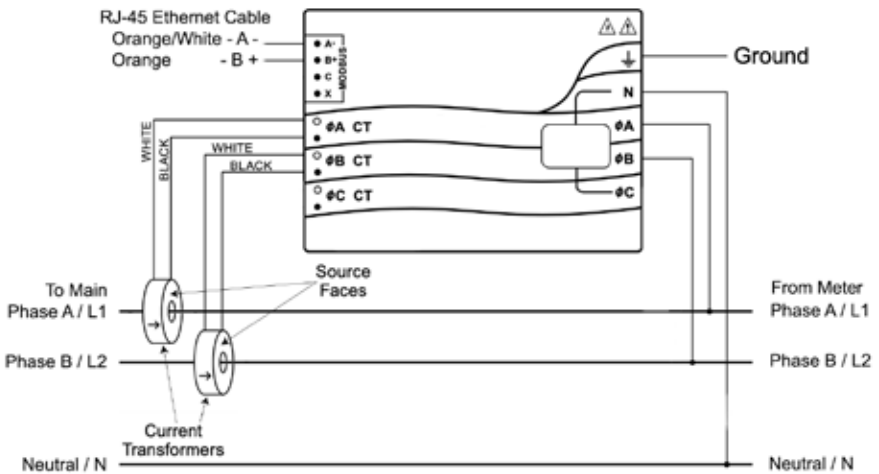 RJ-45 Ethernet Cable
Orange/White - A -
Orange - B +
A-
B+
C
X
MODBUS
Ground
N
ϕA CT
ϕA
WHITE
BLACK
WHITE
BLACK
ϕB CT
ϕB
ϕC CT
ϕC
Source
Faces
To Main
Phase A / L1
From Meter
Phase A / L1
Phase B / L2
Phase B / L2
Current
Transformers
Neutral / N
Neutral / N